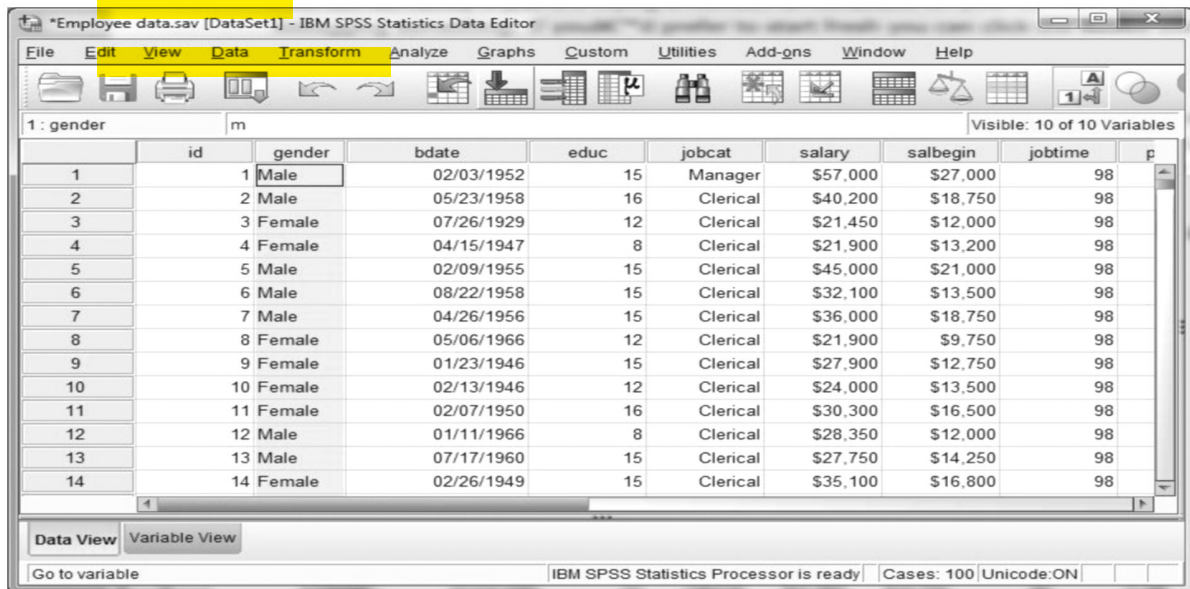 *Employee data.sav [DataSet1] - IBM SPSS Statistics Data Editor
File Edit View Data Transform Analyze Graphs Custom Utilities Add-ons Window Help
1 : gender m Visible: 10 of 10 Variables
id gender bdate educ jobcat salary salbegin jobtime p
1 1 Male 02/03/1952 15 Manager $57,000 $27,000 98
2 2 Male 05/23/1958 16 Clerical $40,200 $18,750 98
3 3 Female 07/26/1929 12 Clerical $21,450 $12,000 98
4 4 Female 04/15/1947 8 Clerical $21,900 $13,200 98
5 5 Male 02/09/1955 15 Clerical $45,000 $21,000 98
6 6 Male 08/22/1958 15 Clerical $32,100 $13,500 98
7 7 Male 04/26/1956 15 Clerical $36,000 $18,750 98
8 8 Female 05/06/1966 12 Clerical $21,900 $9,750 98
9 9 Female 01/23/1946 15 Clerical $27,900 $12,750 98
10 10 Female 02/13/1946 12 Clerical $24,000 $13,500 98
11 11 Female 02/07/1950 16 Clerical $30,300 $16,500 98
12 12 Male 01/11/1966 8 Clerical $28,350 $12,000 98
13 13 Male 07/17/1960 15 Clerical $27,750 $14,250 98
14 14 Female 02/26/1949 15 Clerical $35,100 $16,800 98
Data View Variable View
Go to variable IBM SPSS Statistics Processor is ready Cases: 100 Unicode:ON